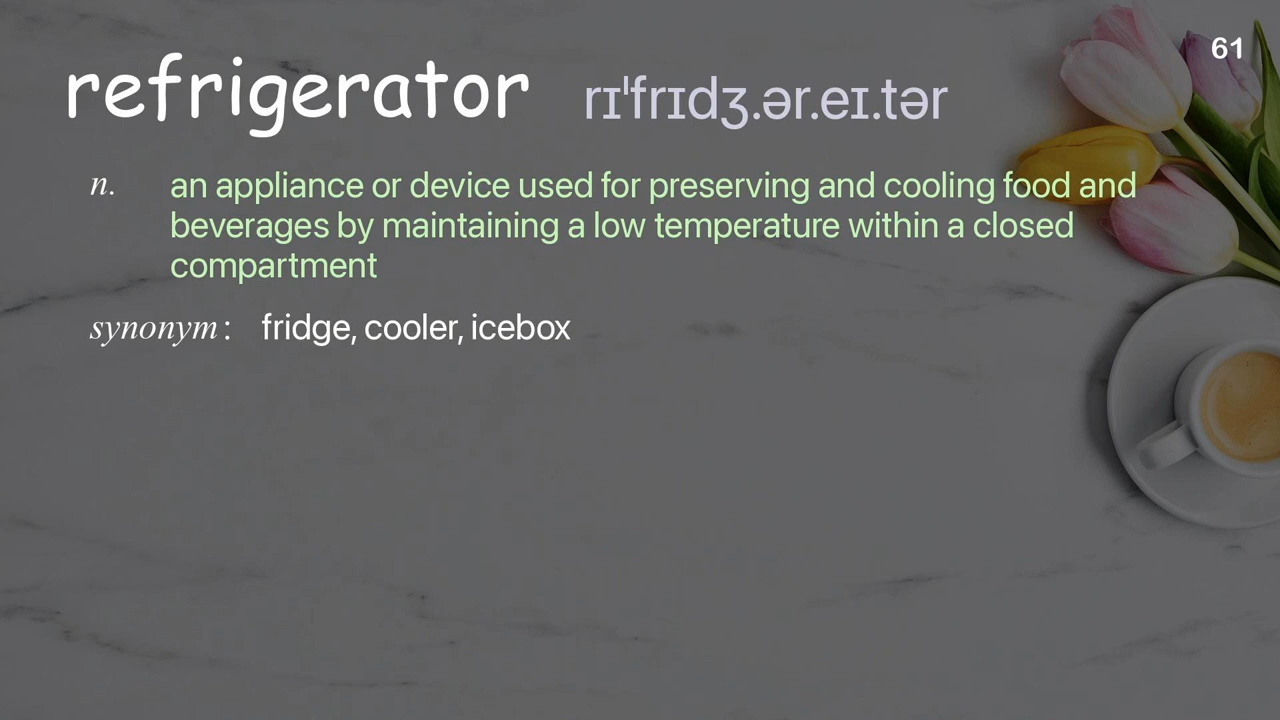 61
refrigerator rɪˈfrɪdʒ.ər.eɪ.tər
n. an appliance or device used for preserving and cooling food and
beverages by maintaining a low temperature within a closed
compartment
synonym: fridge, cooler, icebox